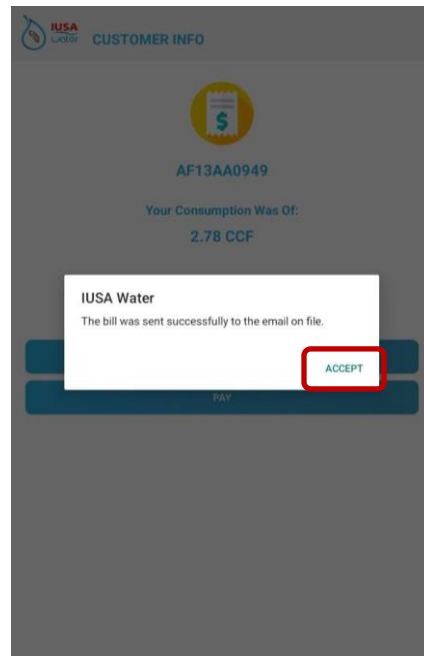 IUSA
water
CUSTOMER INFO
$
AF13AA0949
Your Consumption Was Of:
2.78 CCF
IUSA Water
The bill was sent successfully to the email on file.
ACCEPT
PAY